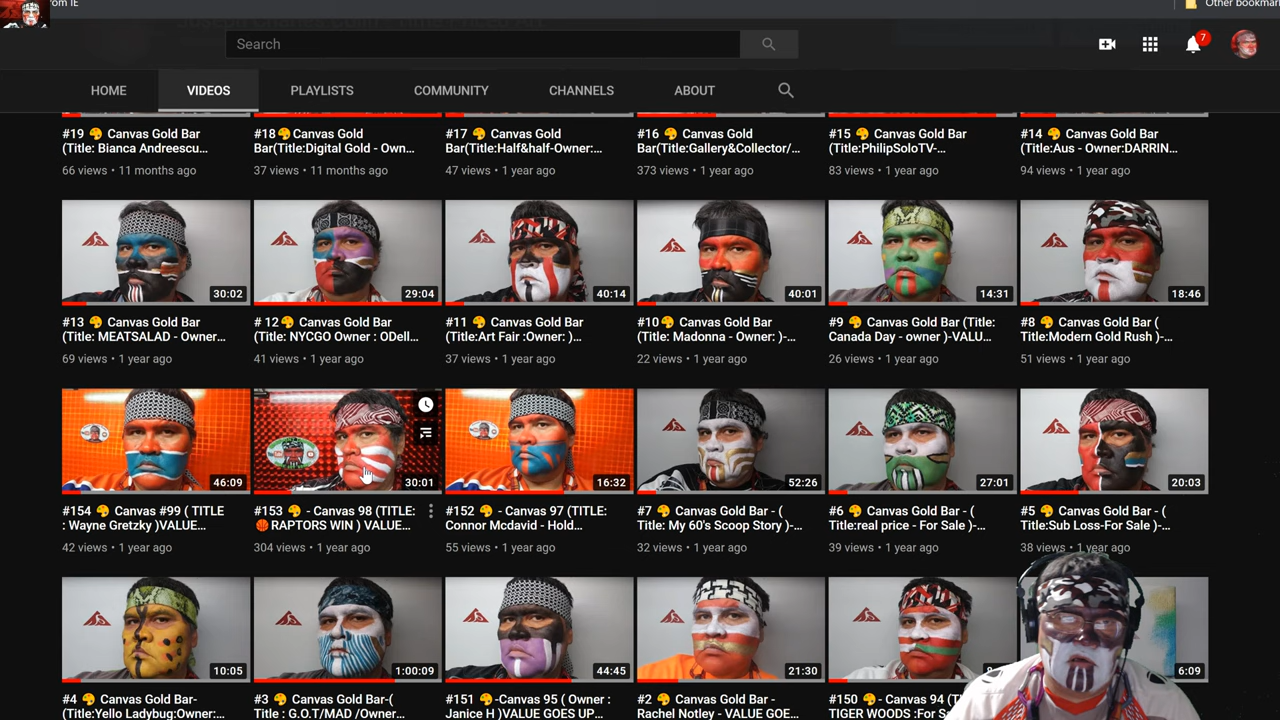 om IE
Other bookmar
Search
7
HOME
VIDEOS
PLAYLISTS
COMMUNITY
CHANNELS
ABOUT
#19 🎨 Canvas Gold Bar
(Title: Bianca Andreescu...
66 views • 11 months ago
#18🎨Canvas Gold
Bar(Title:Digital Gold - Own...
37 views • 11 months ago
#17 🎨 Canvas Gold
Bar(Title:Half&half-Owner:...
47 views • 1 year ago
#16 🎨 Canvas Gold
Bar(Title:Gallery&Collector/...
373 views • 1 year ago
#15 🎨 Canvas Gold Bar
(Title:PhilipSoloTV-...
83 views • 1 year ago
#14 🎨 Canvas Gold Bar
(Title:Aus - Owner:DARRIN...
94 views • 1 year ago
30:02
#13 🎨 Canvas Gold Bar
(Title: MEATSALAD - Owner...
69 views • 1 year ago
29:04
# 12🎨 Canvas Gold Bar
(Title: NYCGO Owner : ODell...
41 views • 1 year ago
40:14
#11 🎨 Canvas Gold Bar
(Title:Art Fair :Owner: )...
37 views • 1 year ago
40:01
#10🎨 Canvas Gold Bar
(Title: Madonna - Owner: )-...
22 views • 1 year ago
14:31
#9 🎨 Canvas Gold Bar (Title:
Canada Day - owner )-VALU...
26 views • 1 year ago
18:46
#8 🎨 Canvas Gold Bar (
Title:Modern Gold Rush )-...
51 views • 1 year ago
46:09
#154 🎨 Canvas #99 ( TITLE
: Wayne Gretzky )VALUE...
42 views • 1 year ago
30:01
#153 🎨 - Canvas 98 (TITLE:
🏀RAPTORS WIN ) VALUE...
304 views • 1 year ago
16:32
#152 🎨 - Canvas 97 (TITLE:
Connor Mcdavid - Hold...
55 views • 1 year ago
52:26
#7 🎨 Canvas Gold Bar - (
Title: My 60's Scoop Story )-...
32 views • 1 year ago
27:01
#6 🎨 Canvas Gold Bar - (
Title:real price - For Sale )-...
39 views • 1 year ago
20:03
#5 🎨 Canvas Gold Bar - (
Title:Sub Loss-For Sale )-...
38 views • 1 year ago
10:05
#4 🎨 Canvas Gold Bar-
(Title:Yello Ladybug:Owner:...
1:00:09
#3 🎨 Canvas Gold Bar-(
Title : G.O.T/MAD /Owner...
44:45
#151 🎨-Canvas 95 ( Owner :
Janice H )VALUE GOES UP...
21:30
#2 🎨 Canvas Gold Bar -
Rachel Notley - VALUE GOE...
#150 🎨- Canvas 94 (T
TIGER WOODS :For S
6:09